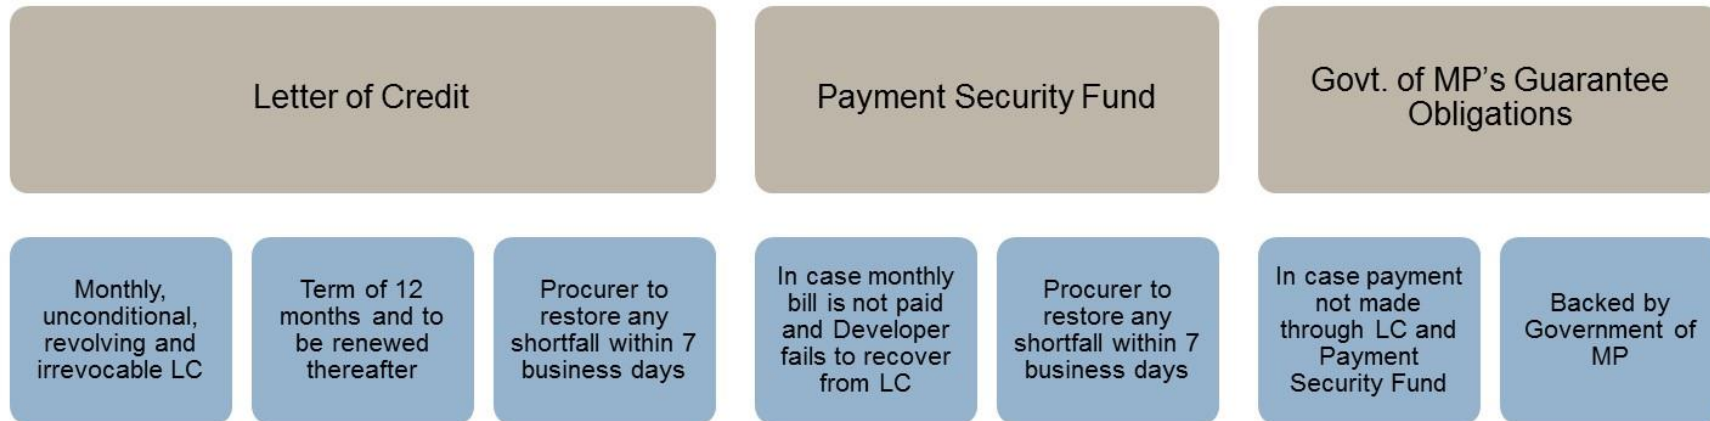 Letter of Credit
Payment Security Fund
Govt. of MP's Guarantee
Obligations
Monthly,
unconditional,
revolving and
irrevocable LC
Term of 12
months and to
be renewed
thereafter
Procurer to
restore any
shortfall within 7
business days
In case monthly
bill is not paid
and Developer
fails to recover
from LC
Procurer to
restore any
shortfall within 7
business days
In case payment
not made
through LC and
Payment
Security Fund
Backed by
Government of
MP